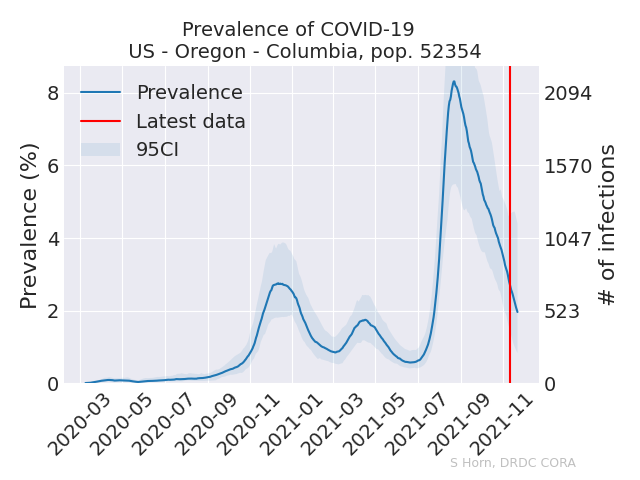 Prevalence of COVID-19
US - Oregon - Columbia, pop. 52354
Prevalence
Latest data
95CI
Prevalence (%)
0
2
4
6
8
# of infections
0
523
1047
1570
2094
2020-03
2020-05
2020-07
2020-09
2020-11
2021-01
2021-03
2021-05
2021-07
2021-09
2021-11
S Horn, DRDC CORA